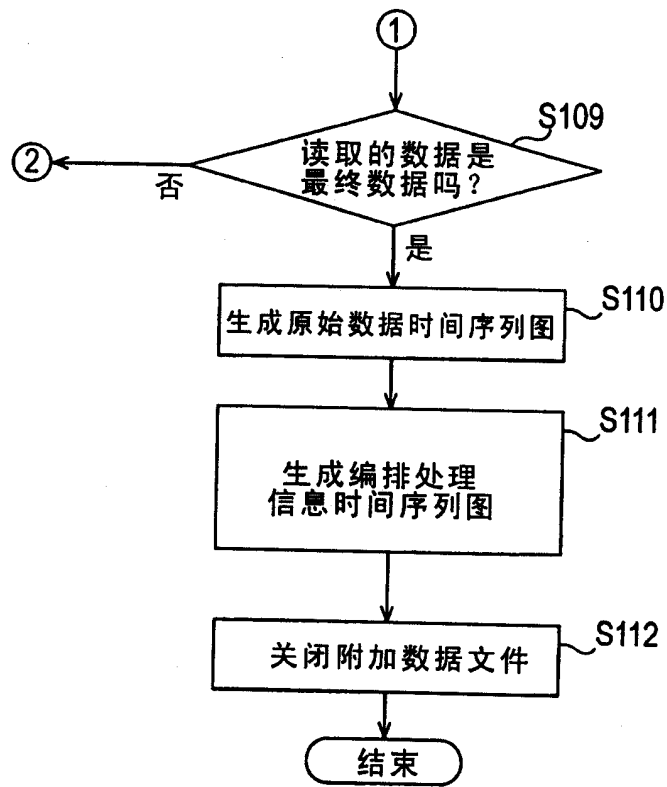 1
S109
读取的数据是
最终数据吗?
2
否
是
S110
生成原始数据时间序列图
S111
生成编排处理
信息时间序列图
S112
关闭附加数据文件
结束